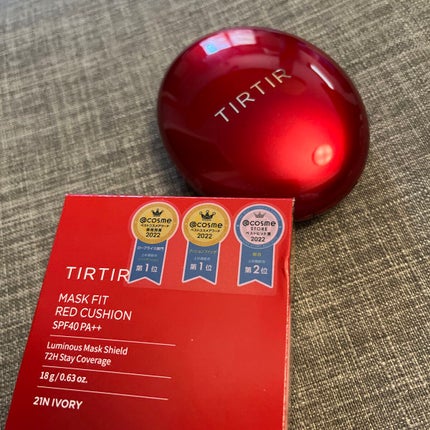 TIRTIR
@cosme
2022
第1位
@cosme
2022
第1位
@cosme
STORE
2022
第2位
TIRTIR
MASK FIT
RED CUSHION
SPF40 PA++
Luminous Mask Shield
72H Stay Coverage
18 g / 0.63 oz.
21N IVORY